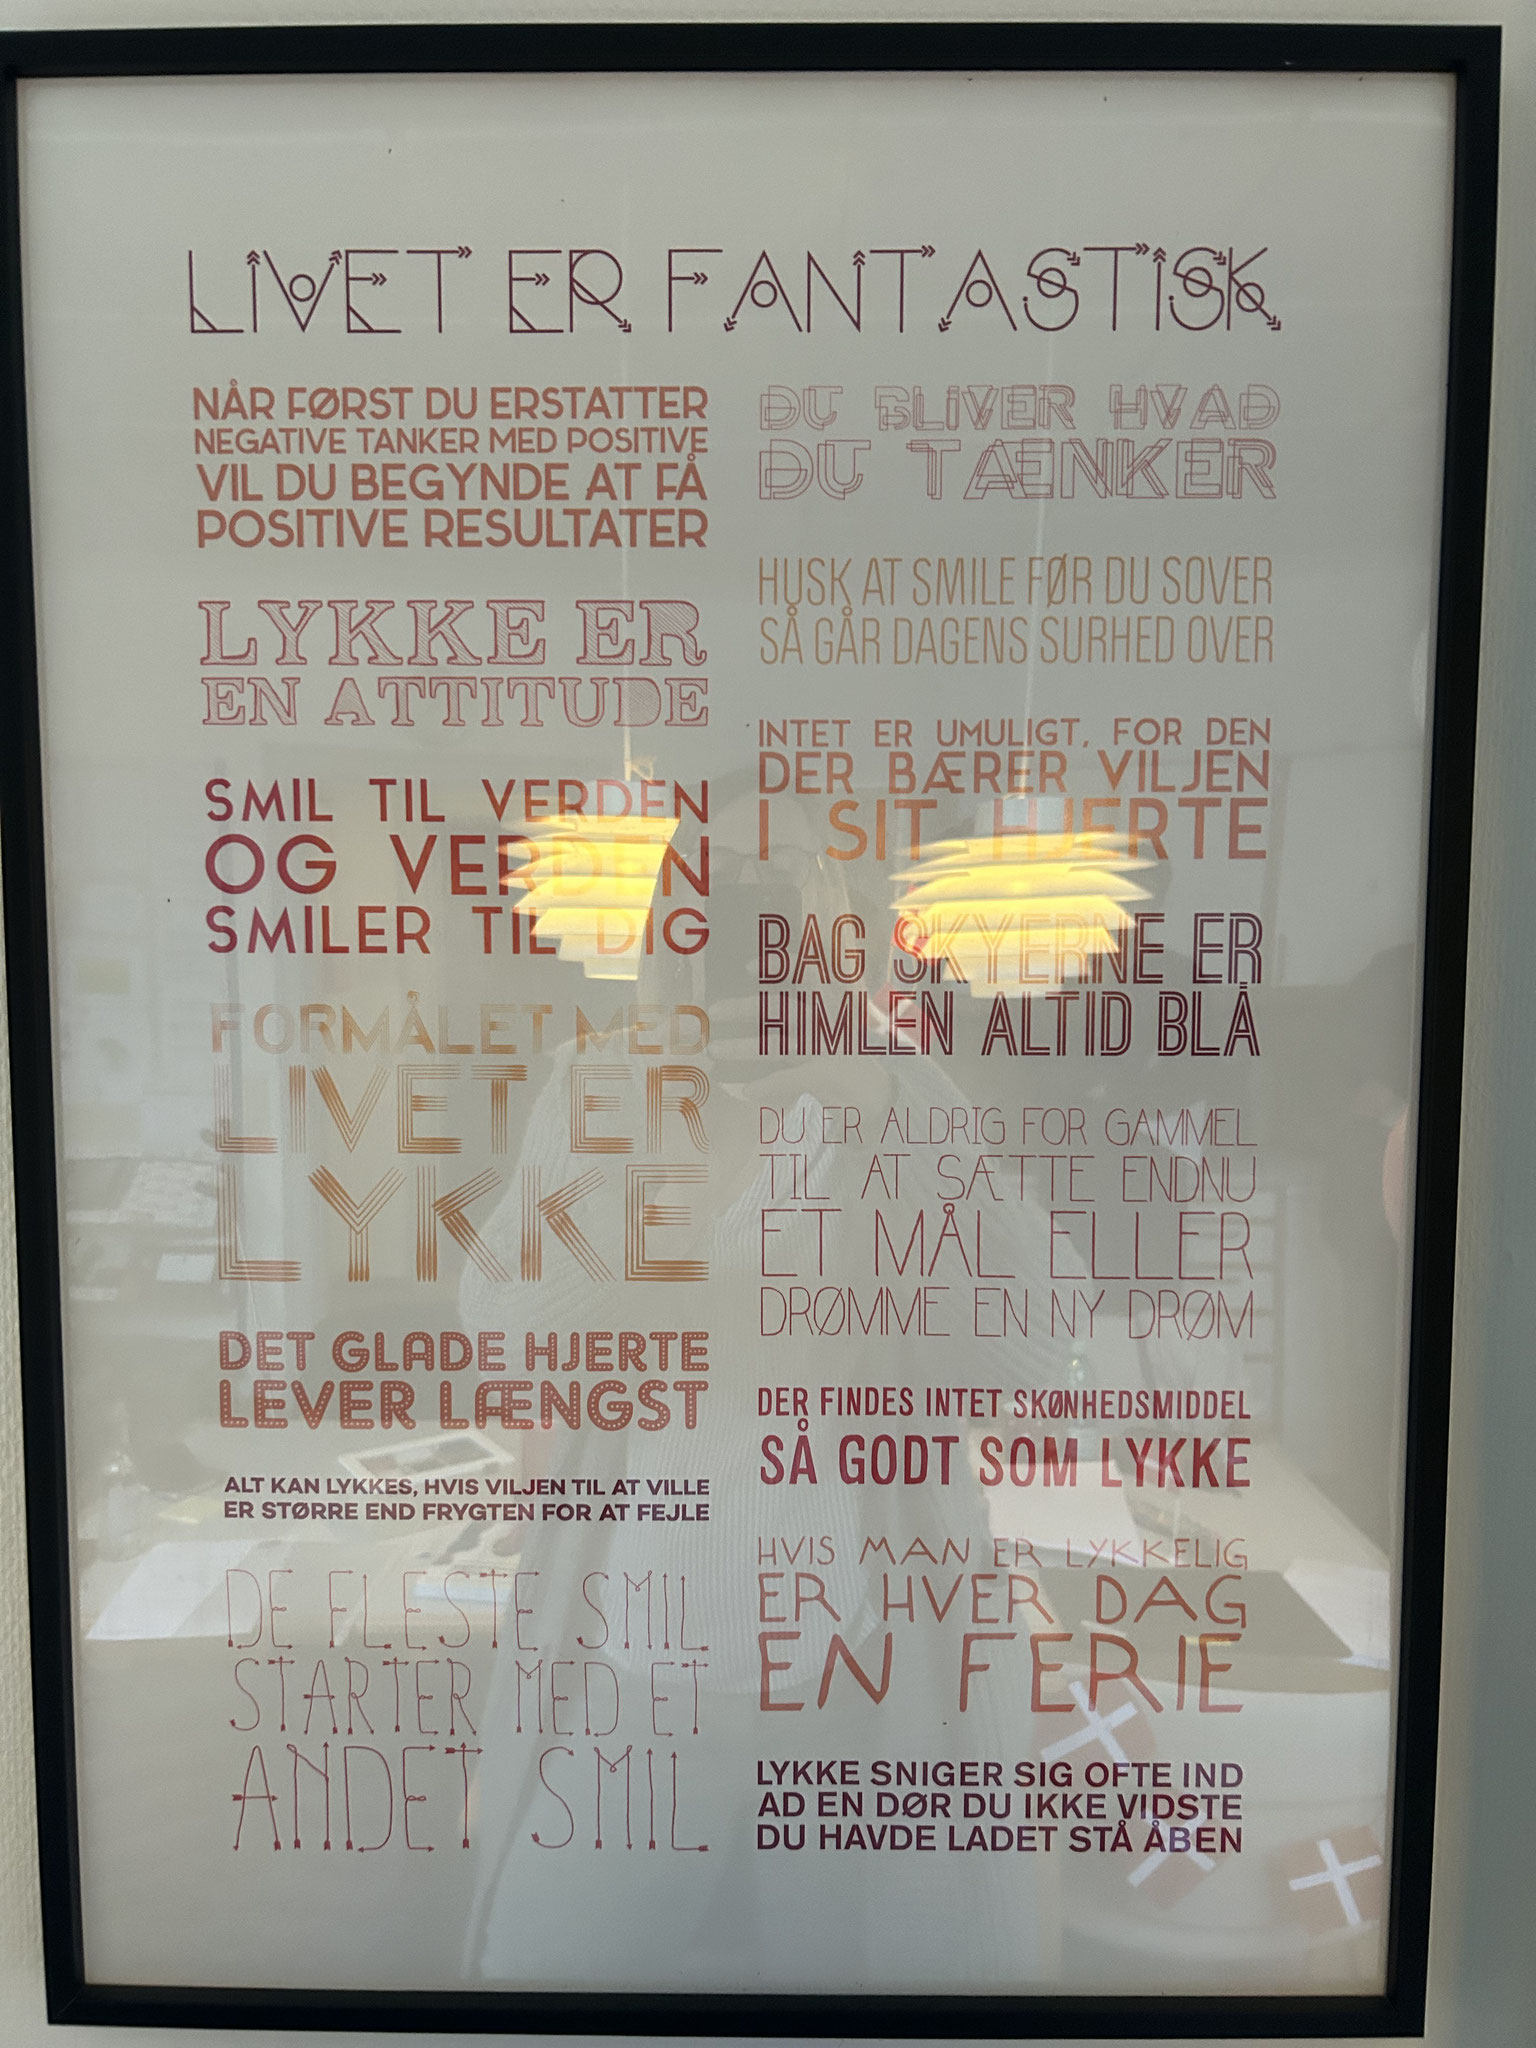 LIVET ER FANTASTISK
NÅR FØRST DU ERSTATTER
NEGATIVE TANKER MED POSITIVE
VIL DU BEGYNDE AT FÅ
POSITIVE RESULTATER
LYKKE ER
EN ATTITUDE
SMIL TIL VERDEN
OG VERDEN
SMILER TIL DIG
FORMÅLET MED
LIVET ER
LYKKE
DET GLADE HJERTE
LEVER LÆNGST
ALT KAN LYKKES, HVIS VILJEN TIL AT VILLE
ER STØRRE END FRYGTEN FOR AT FEJLE
DE FLESTE SMIL
STARTER MED ET
ANDET SMIL
DU BLIVER HVAD
DU TÆNKER
HUSK AT SMILE FØR DU SOVER
SÅ GÅR DAGENS SURHED OVER
INTET ER UMULIGT, FOR DEN
DER BÆRER VILJEN
I SIT HJERTE
BAG SKYERNE ER
HIMLEN ALTID BLÅ
DU ER ALDRIG FOR GAMMEL
TIL AT SÆTTE ENDNU
ET MÅL ELLER
DRØMME EN NY DRØM
DER FINDES INTET SKØNHEDSMIDDEL
SÅ GODT SOM LYKKE
HVIS MAN ER LYKKELIG
ER HVER DAG
EN FERIE
LYKKE SNIGER SIG OFTE IND
AD EN DØR DU IKKE VIDSTE
DU HAVDE LADET STÅ ÅBEN